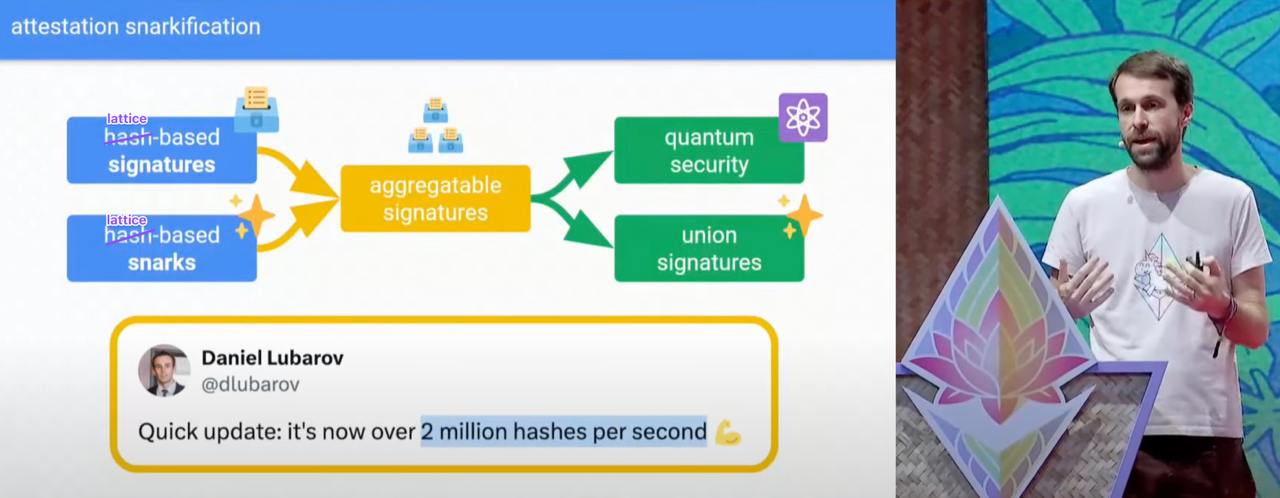 attestation snarkification
lattice
hash-based
signatures
lattice
hash-based
snarks
aggregatable
signatures
quantum
security
union
signatures
Daniel Lubarov
@dlubarov
Quick update: it's now over 2 million hashes per second 💪